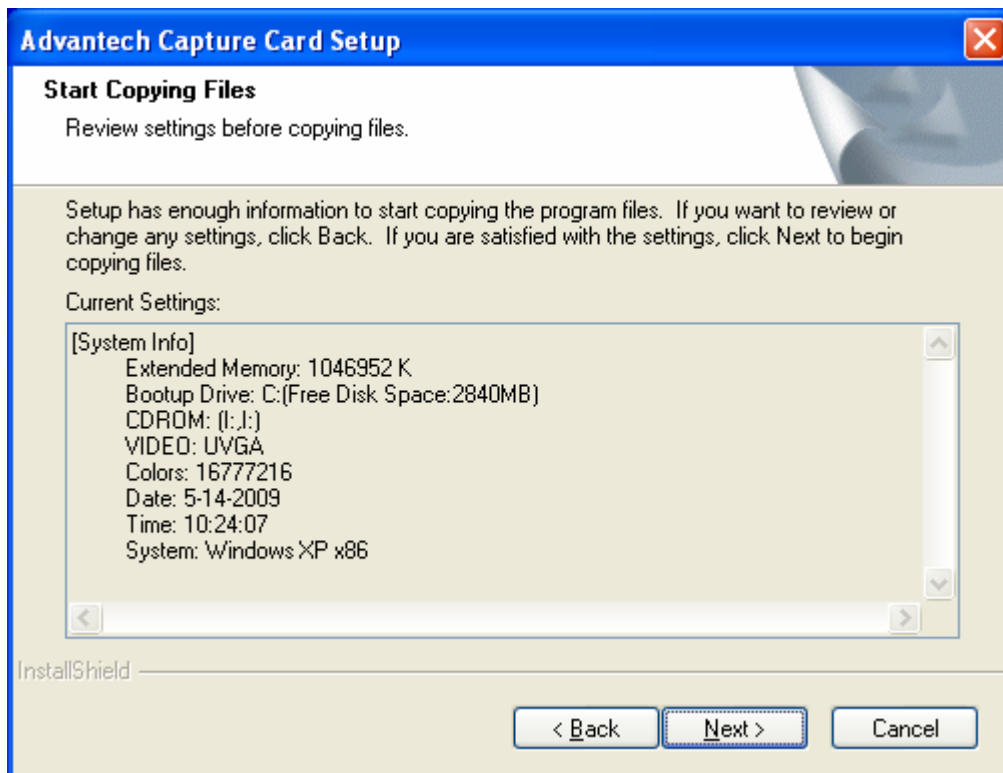 Advantech Capture Card Setup
Start Copying Files
Review settings before copying files.
Setup has enough information to start copying the program files.  If you want to review or
change any settings, click Back.  If you are satisfied with the settings, click Next to begin
copying files.
Current Settings:
[System Info]
Extended Memory: 1046952 K
Bootup Drive: C:(Free Disk Space:2840MB)
CDROM: (I:,I:)
VIDEO: UVGA
Colors: 16777216
Date: 5-14-2009
Time: 10:24:07
System: Windows XP x86
InstallShield
< Back
Next >
Cancel